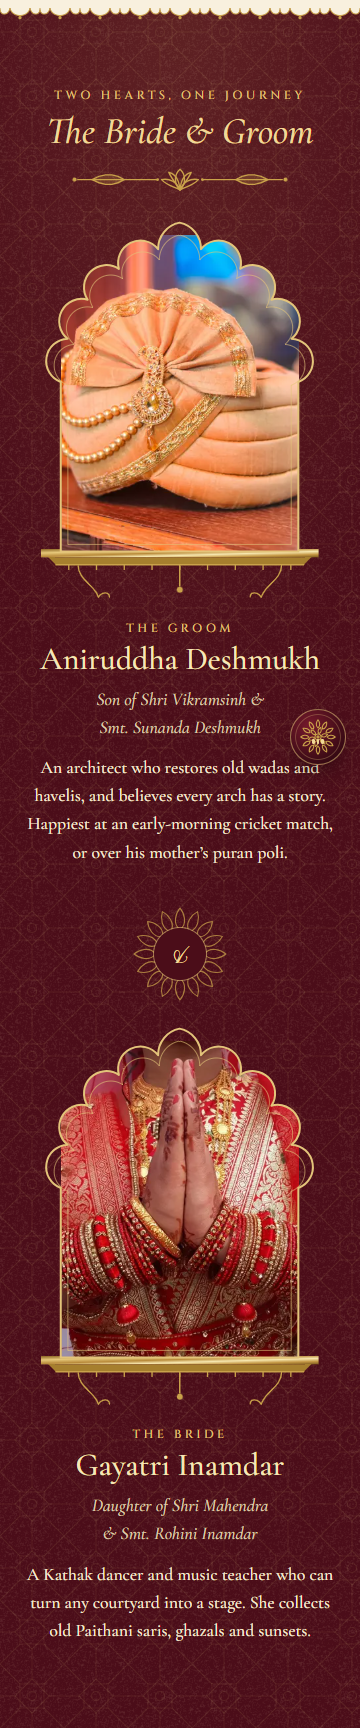 TWO HEARTS, ONE JOURNEY
The Bride & Groom
THE GROOM
Aniruddha Deshmukh
Son of Shri Vikramsinh &
Smt. Sunanda Deshmukh
An architect who restores old wadas and
havelis, and believes every arch has a story.
Happiest at an early-morning cricket match,
or over his mother’s puran poli.
&
THE BRIDE
Gayatri Inamdar
Daughter of Shri Mahendra
& Smt. Rohini Inamdar
A Kathak dancer and music teacher who can
turn any courtyard into a stage. She collects
old Paithani saris, ghazals and sunsets.